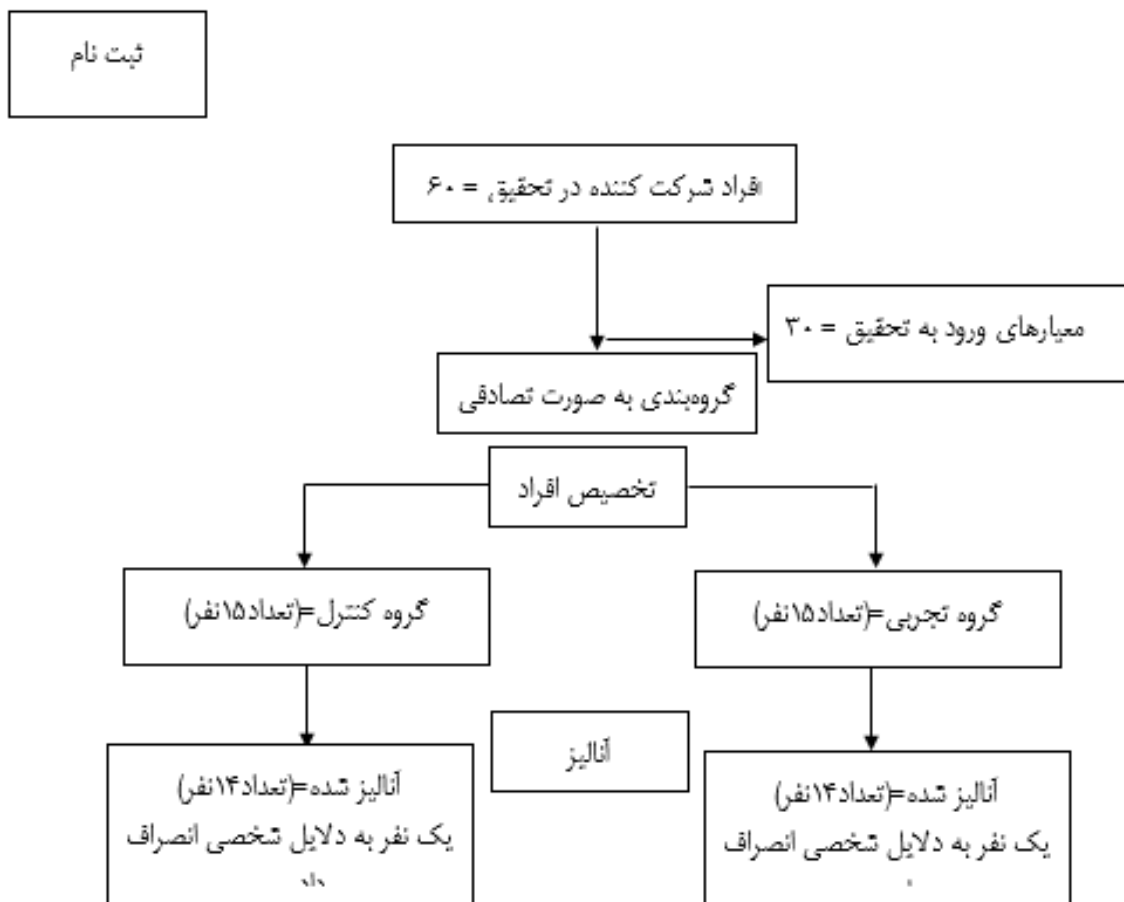 ثبت نام
افراد شرکت کننده در تحقیق = ۶۰
معیارهای ورود به تحقیق = ۳۰
گروه‌بندی به صورت تصادقی
تخصیص افراد
گروه تجربی=(تعداد۱۵نفر)
گروه کنترل=(تعداد۱۵نفر)
آنالیز
آنالیز شده=(تعداد۱۴نفر)
یک نفر به دلایل شخصی انصراف
آنالیز شده=(تعداد۱۴نفر)
یک نفر به دلایل شخصی انصراف